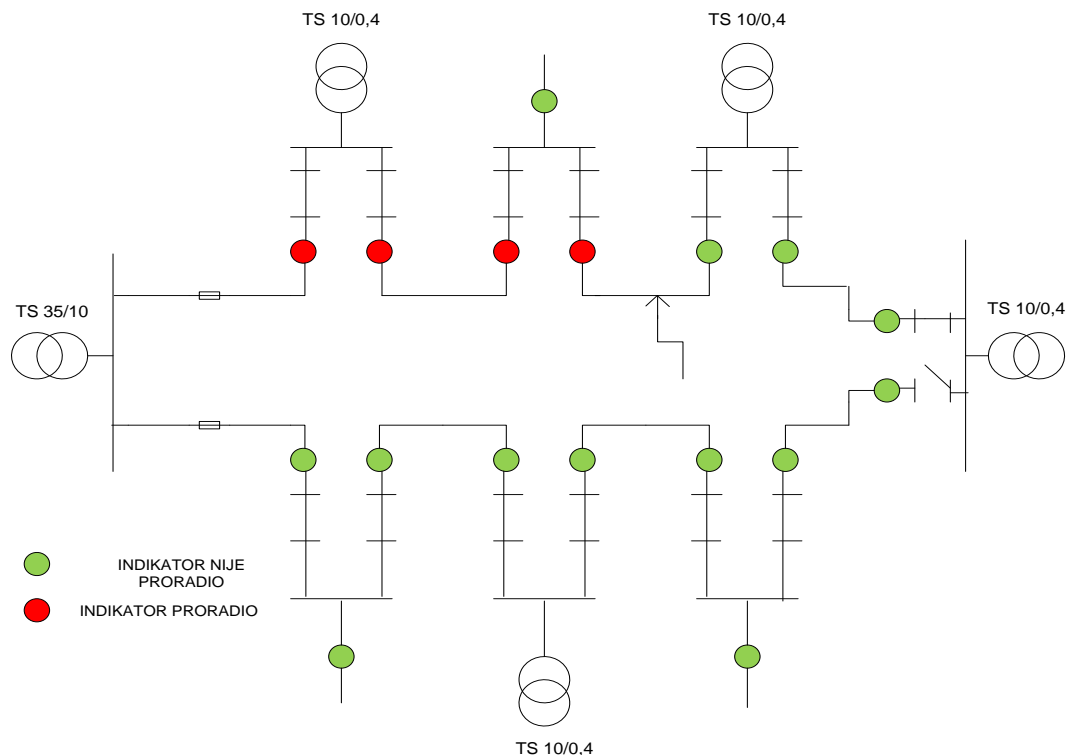 TS 10/0,4
TS 10/0,4
TS 35/10
TS 10/0,4
INDIKATOR NIJE
PRORADIO
INDIKATOR PRORADIO
TS 10/0,4